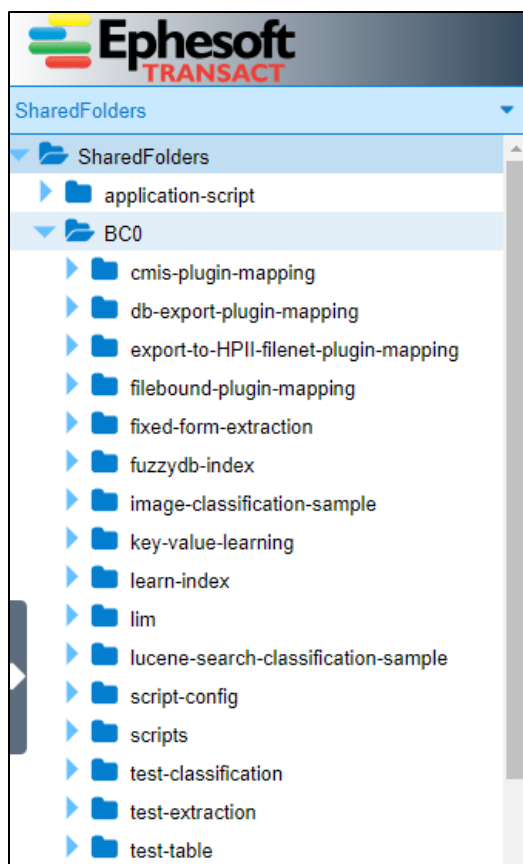 Ephesoft
TRANSACT
SharedFolders
SharedFolders
application-script
BC0
cmis-plugin-mapping
db-export-plugin-mapping
export-to-HPII-filenet-plugin-mapping
filebound-plugin-mapping
fixed-form-extraction
fuzzydb-index
image-classification-sample
key-value-learning
learn-index
lim
lucene-search-classification-sample
script-config
scripts
test-classification
test-extraction
test-table